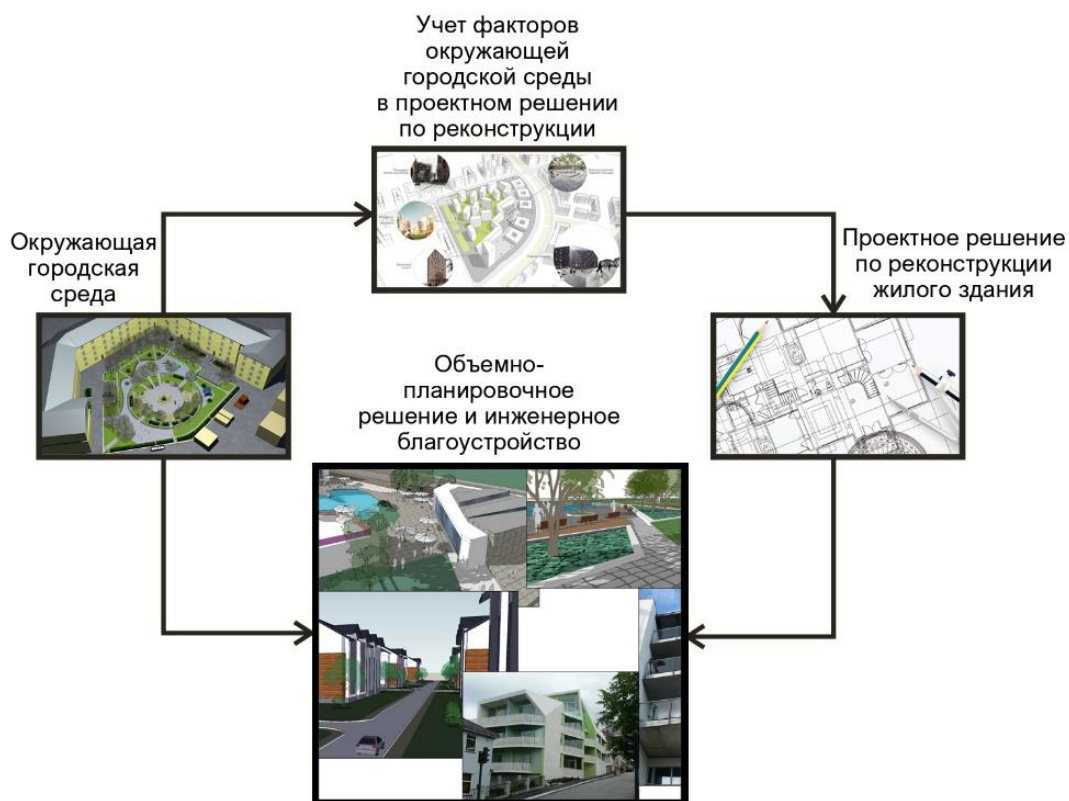 Учет факторов
окружающей
городской среды
в проектном решении
по реконструкции
Окружающая
городская
среда
Проектное решение
по реконструкции
жилого здания
Объемно-
планировочное
решение и инженерное
благоустройство